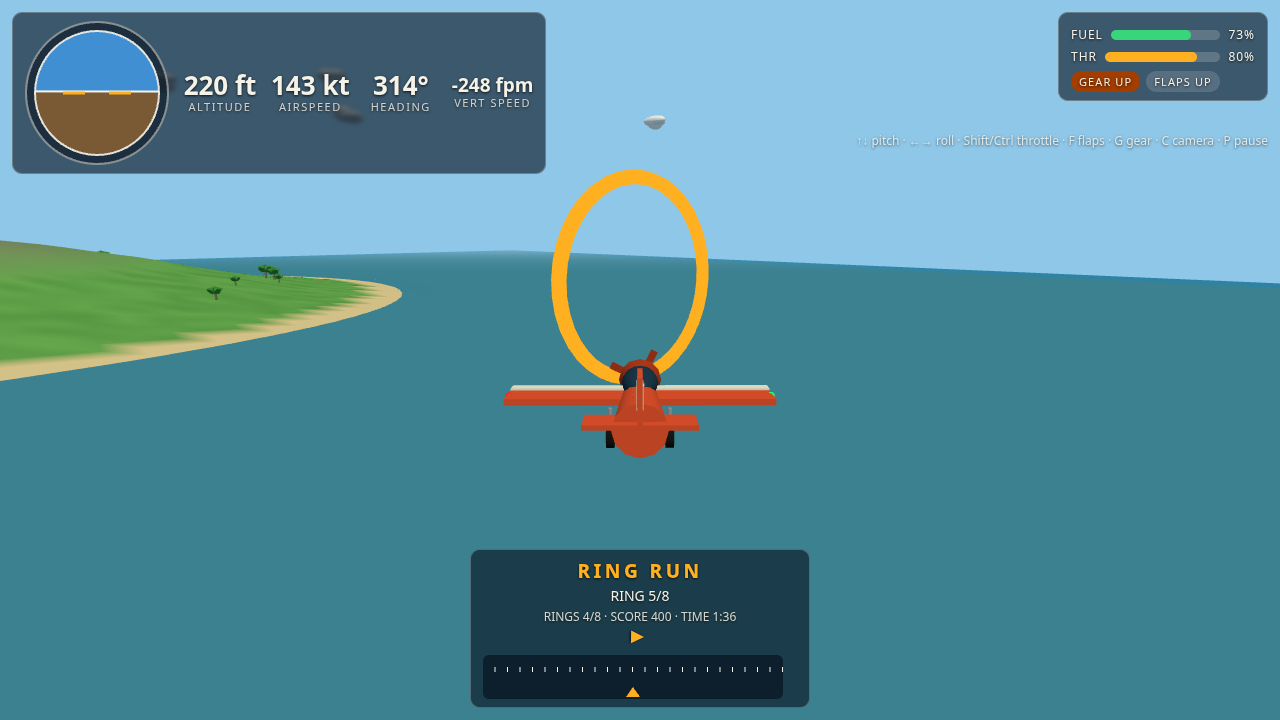 220 ft 143 kt 314° -248 fpm
ALTITUDE AIRSPEED HEADING VERT SPEED
FUEL 73%
THR 80%
GEAR UP FLAPS UP
↑↓ pitch · ←→ roll · Shift/Ctrl throttle · F flaps · G gear · C camera · P pause
RING RUN
RING 5/8
RINGS 4/8 · SCORE 400 · TIME 1:36